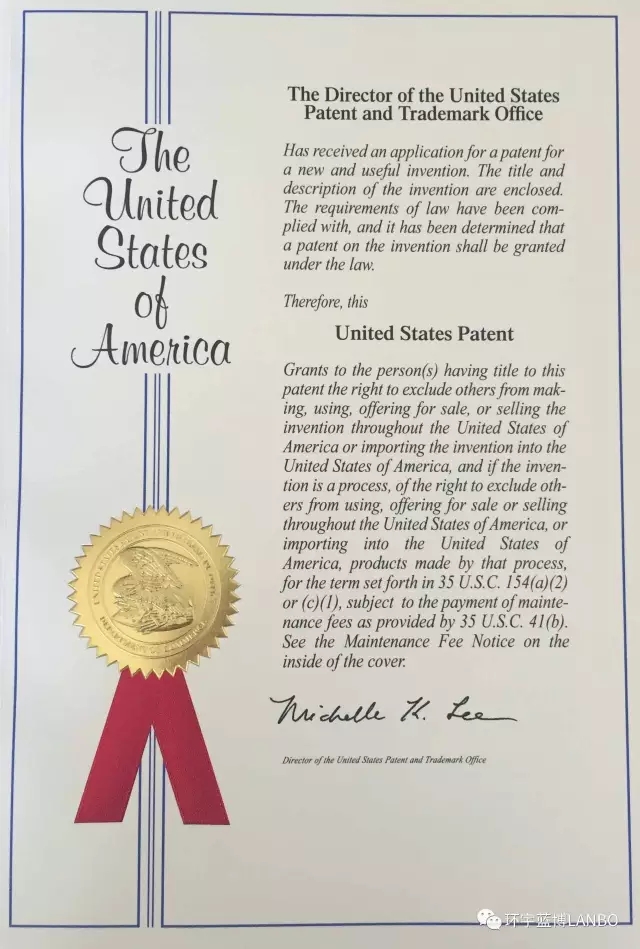 The
United
States
of
America
The Director of the United States
Patent and Trademark Office
Has received an application for a patent for
a new and useful invention. The title and
description of the invention are enclosed.
The requirements of law have been com-
plied with, and it has been determined that
a patent on the invention shall be granted
under the law.
Therefore, this
United States Patent
Grants to the person(s) having title to this
patent the right to exclude others from mak-
ing, using, offering for sale, or selling the
invention throughout the United States of
America or importing the invention into the
United States of America, and if the inven-
tion is a process, of the right to exclude oth-
ers from using, offering for sale or selling
throughout the United States of America, or
importing into the United States of
America, products made by that process,
for the term set forth in 35 U.S.C. 154(a)(2)
or (c)(1), subject to the payment of mainte-
nance fees as provided by 35 U.S.C. 41(b).
See the Maintenance Fee Notice on the
inside of the cover.
Michelle K. Lee
Director of the United States Patent and Trademark Office
环宇蓝博LANBO